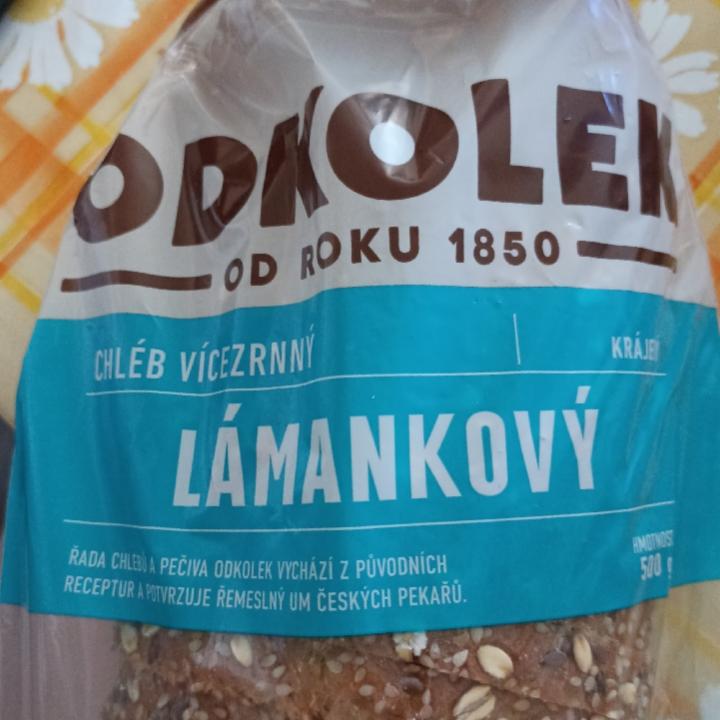 ODKOLEK
OD ROKU 1850
CHLÉB VÍCEZRNNÝ
LÁMANKOVÝ
ŘADA CHLEBŮ A PEČIVA ODKOLEK VYCHÁZÍ Z PŮVODNÍCH
RECEPTUR A POTVRZUJE ŘEMESLNÝ UM ČESKÝCH PEKAŘŮ.
HMOTNOST
500 g